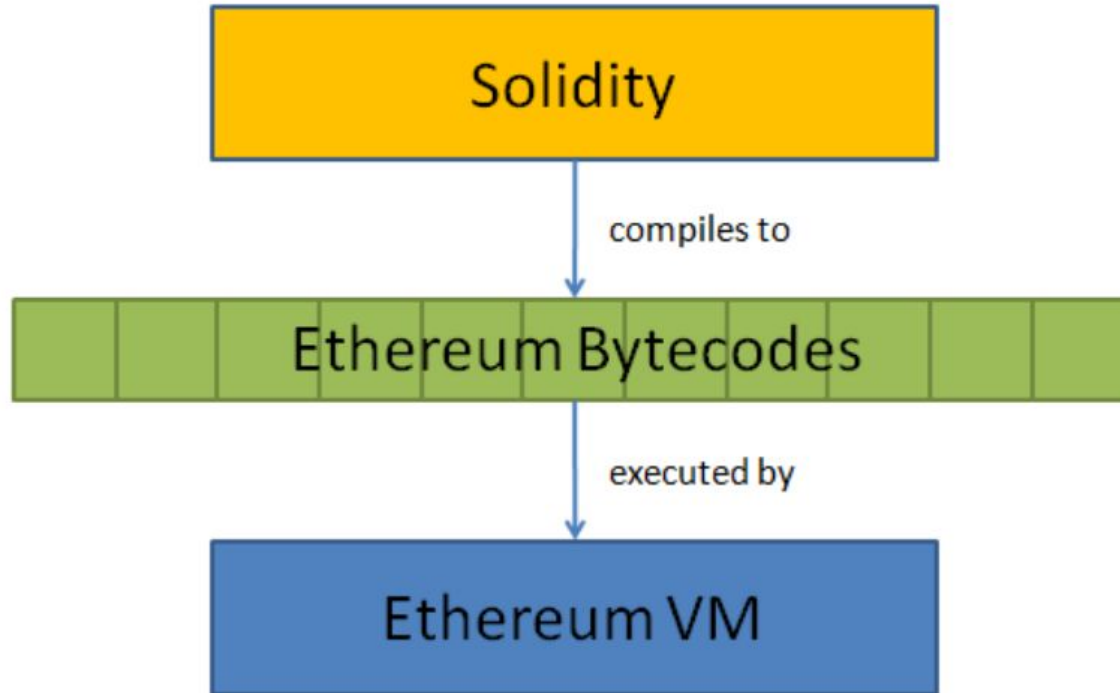 Solidity
compiles to
Ethereum Bytecodes
executed by
Ethereum VM